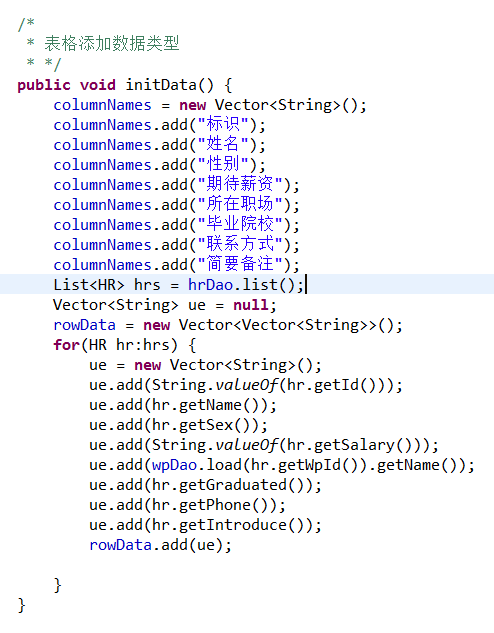 /*
 * 表格添加数据类型
 * */
public void initData() {
    columnNames = new Vector<String>();
    columnNames.add("标识");
    columnNames.add("姓名");
    columnNames.add("性别");
    columnNames.add("期待薪资");
    columnNames.add("所在职场");
    columnNames.add("毕业院校");
    columnNames.add("联系方式");
    columnNames.add("简要备注");
    List<HR> hrs = hrDao.list();
    Vector<String> ue = null;
    rowData = new Vector<Vector<String>>();
    for(HR hr:hrs) {
        ue = new Vector<String>();
        ue.add(String.valueOf(hr.getId()));
        ue.add(hr.getName());
        ue.add(hr.getSex());
        ue.add(String.valueOf(hr.getSalary()));
        ue.add(wpDao.load(hr.getWpId()).getName());
        ue.add(hr.getGraduated());
        ue.add(hr.getPhone());
        ue.add(hr.getIntroduce());
        rowData.add(ue);

    }
}